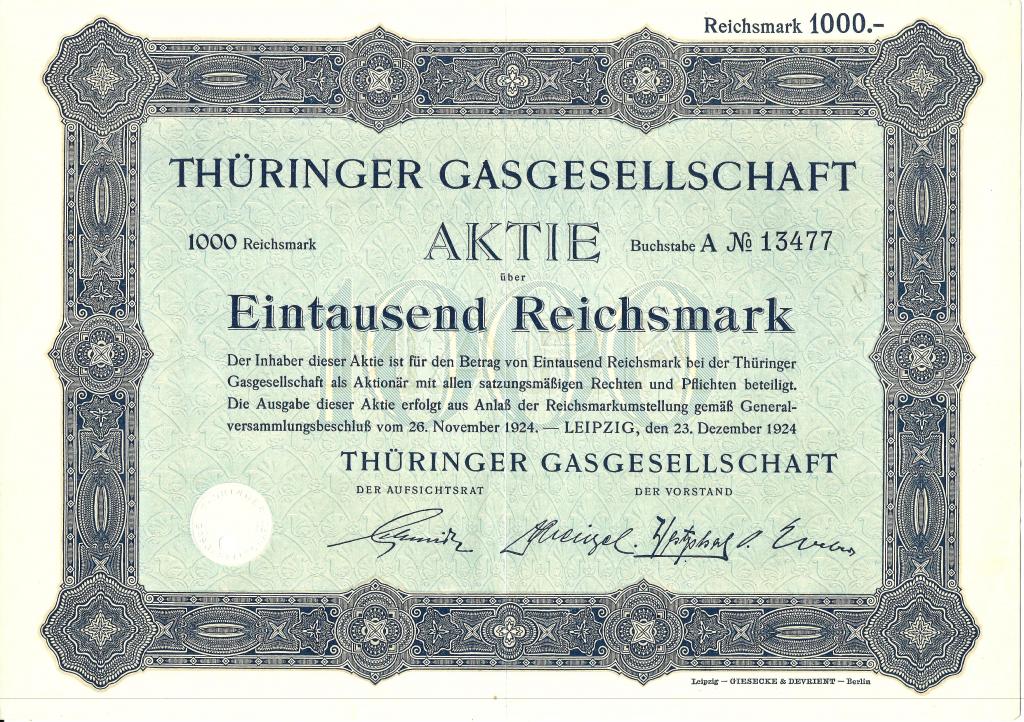 Reichsmark 1000.-
THÜRINGER GASGESELLSCHAFT
1000 Reichsmark AKTIE Buchstabe A № 13477
über
Eintausend Reichsmark
Der Inhaber dieser Aktie ist für den Betrag von Eintausend Reichsmark bei der Thüringer
Gasgesellschaft als Aktionär mit allen satzungsmäßigen Rechten und Pflichten beteiligt.
Die Ausgabe dieser Aktie erfolgt aus Anlaß der Reichsmarkumstellung gemäß General-
versammlungsbeschluß vom 26. November 1924. — LEIPZIG, den 23. Dezember 1924
THÜRINGER GASGESELLSCHAFT
DER AUFSICHTSRAT DER VORSTAND
Leipzig — GIESECKE & DEVRIENT — Berlin